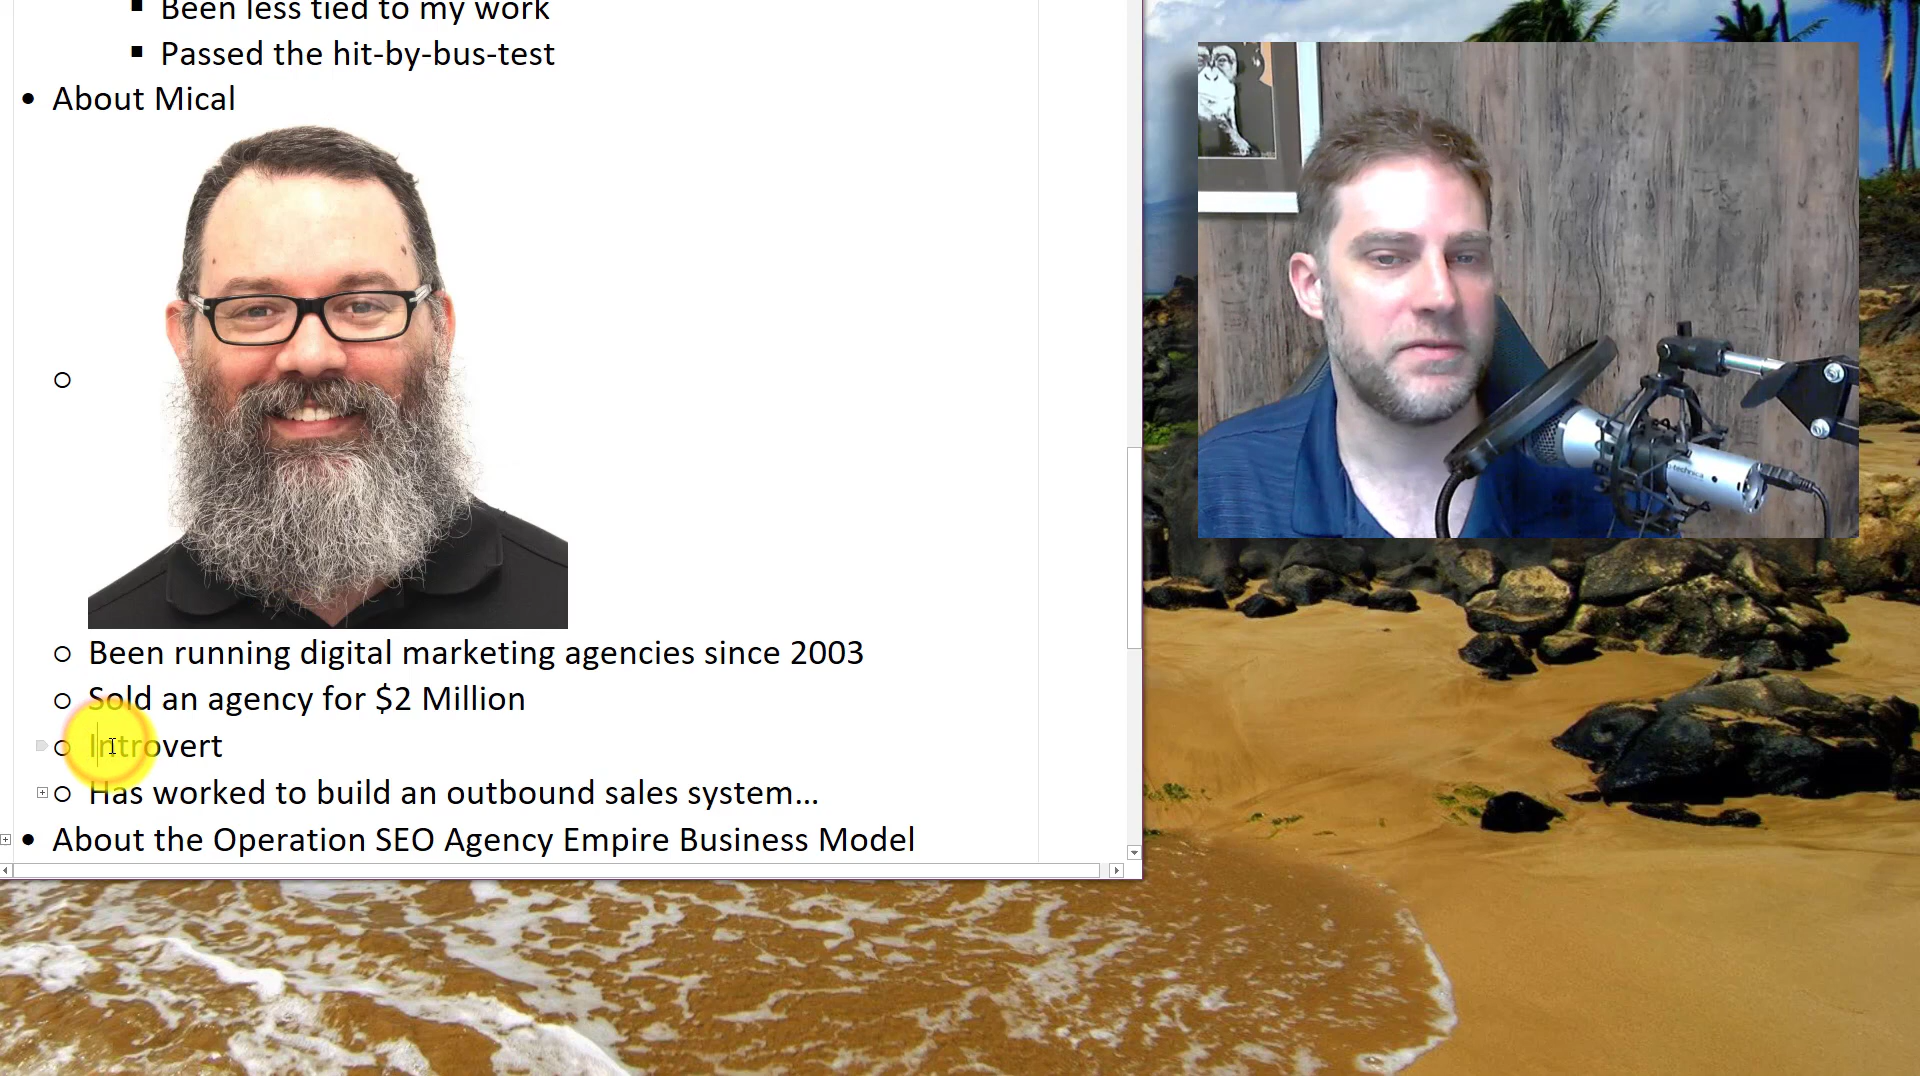 Been less tied to my work
Passed the hit-by-bus-test
About Mical
Been running digital marketing agencies since 2003
Sold an agency for $2 Million
Introvert
Has worked to build an outbound sales system...
About the Operation SEO Agency Empire Business Model